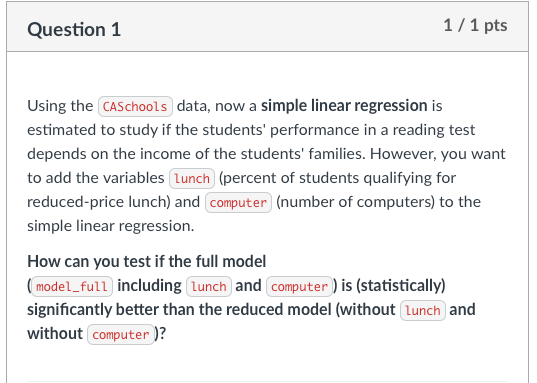 Question 1
1 / 1 pts
Using the CASchools data, now a simple linear regression is
estimated to study if the students' performance in a reading test
depends on the income of the students' families. However, you want
to add the variables lunch (percent of students qualifying for
reduced-price lunch) and computer (number of computers) to the
simple linear regression.
How can you test if the full model
(model_full including lunch and computer) is (statistically)
significantly better than the reduced model (without lunch and
without computer)?